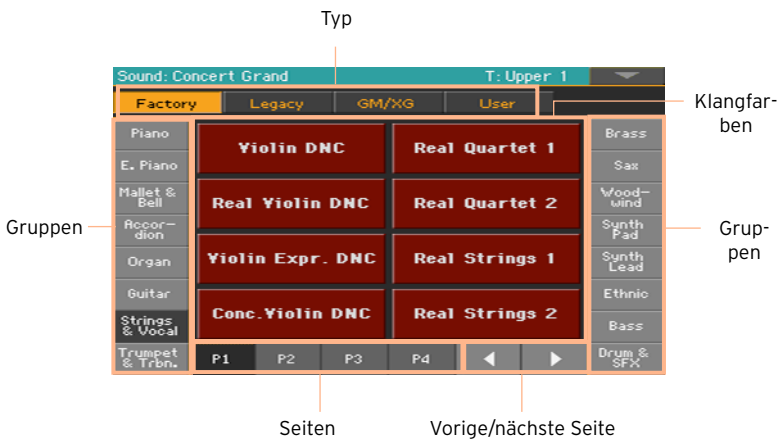 Typ
Sound: Concert Grand T: Upper 1
Factory Legacy GM/XG User
Klangfar-
ben
Gruppen
Piano
E. Piano
Mallet &
Bell
Accor-
dion
Organ
Guitar
Strings
& Vocal
Trumpet
& Trbn.
Violin DNC Real Quartet 1
Real Violin DNC Real Quartet 2
Violin Expr. DNC Real Strings 1
Conc.Violin DNC Real Strings 2
Brass
Sax
Wood-
wind
Synth
Pad
Synth
Lead
Ethnic
Bass
Drum &
SFX
Grup-
pen
P1 P2 P3 P4
Seiten Vorige/nächste Seite